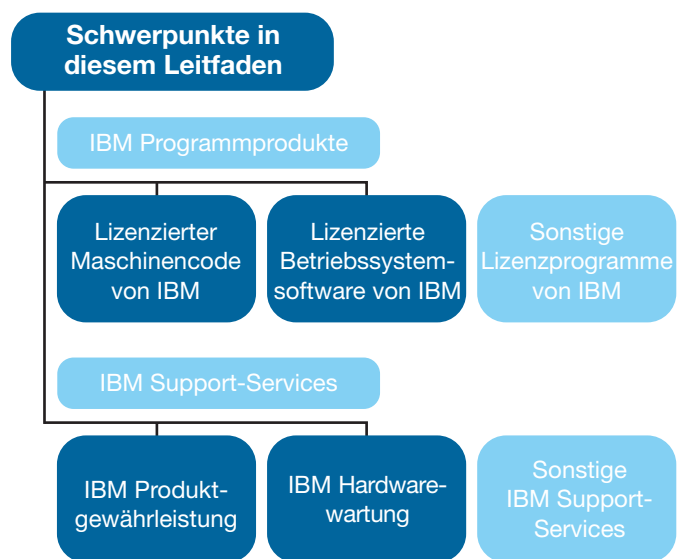 Schwerpunkte in
diesem Leitfaden
IBM Programmprodukte
Lizenzierter
Maschinencode
von IBM
Lizenzierte
Betriebssystem-
software von IBM
Sonstige
Lizenzprogramme
von IBM
IBM Support-Services
IBM Produkt-
gewährleistung
IBM Hardware-
wartung
Sonstige
IBM Support-
Services